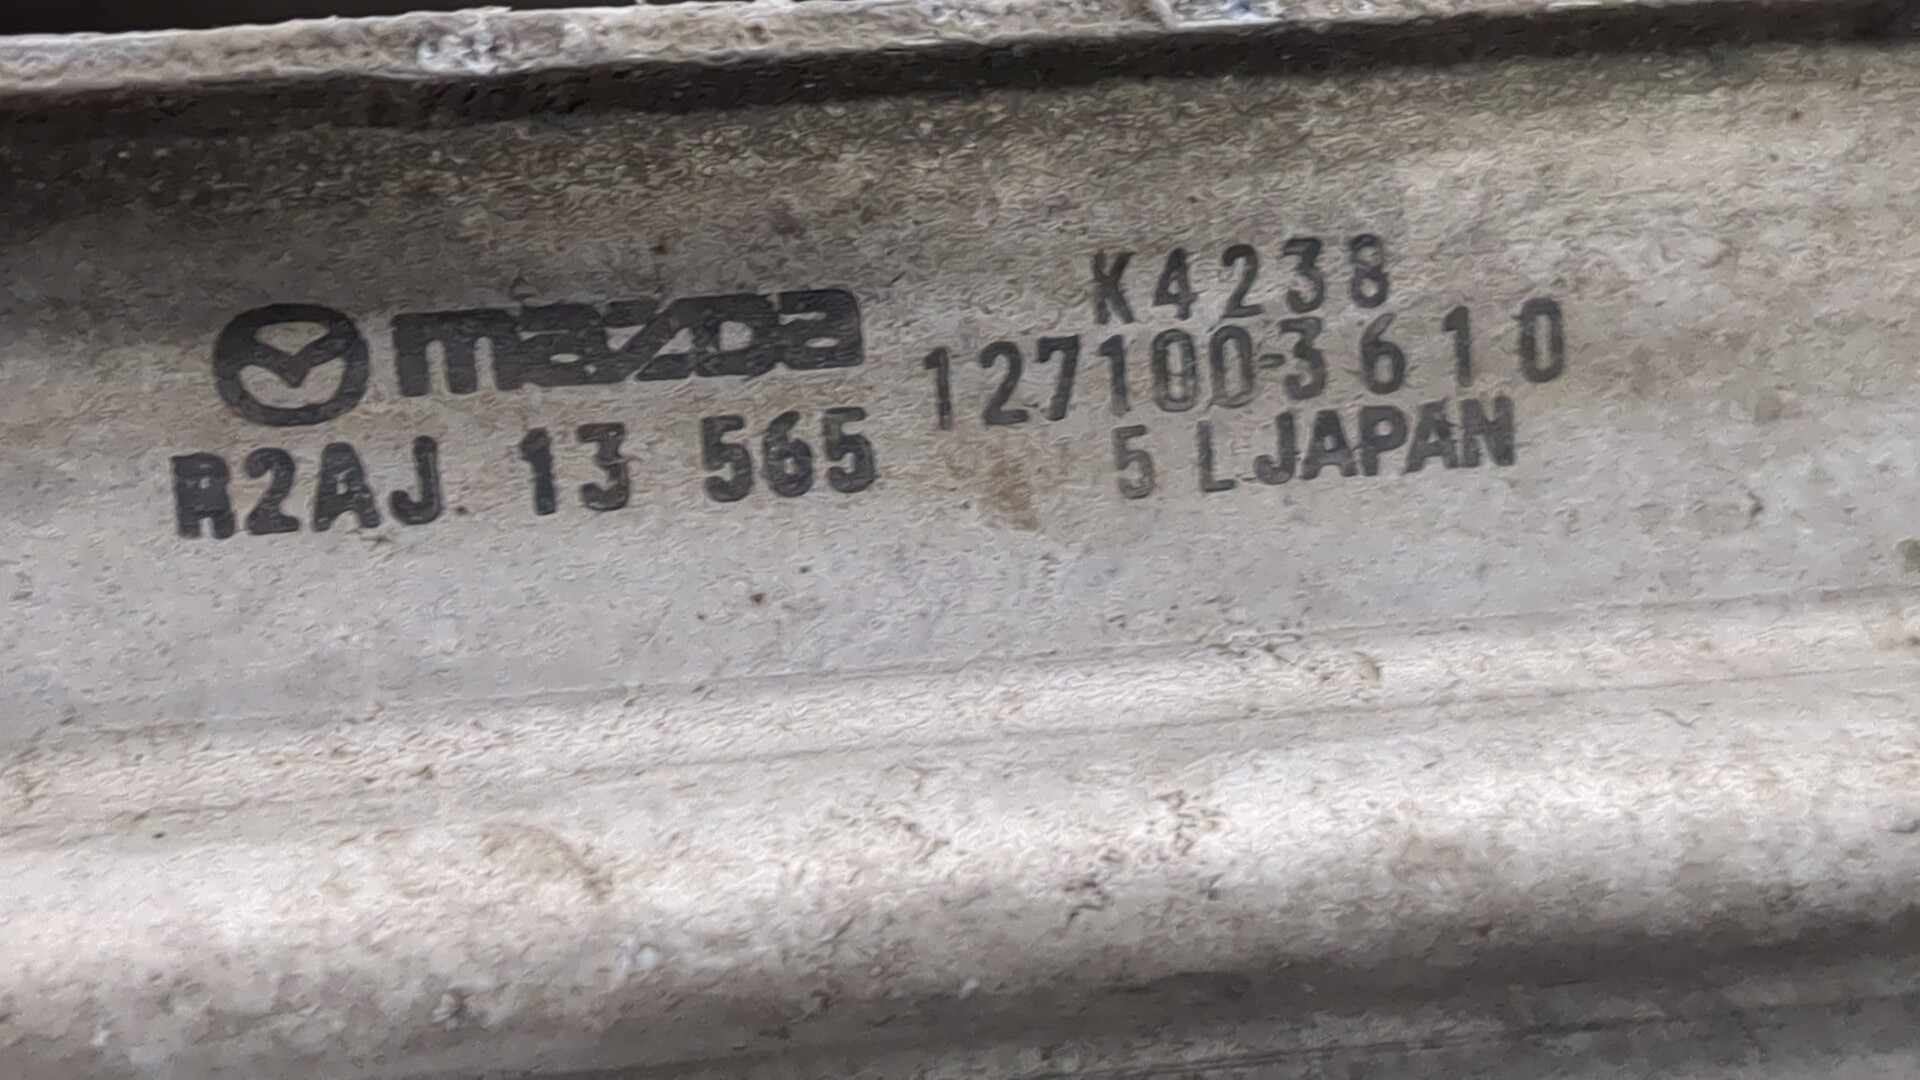 mazda
R2AJ 13 565
K4238
127100-3610
5 L JAPAN